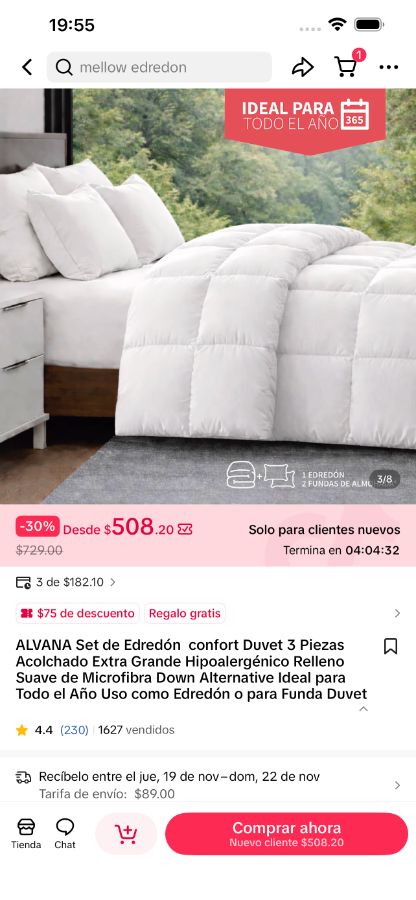 19:55
mellow edredon
1
IDEAL PARA
TODO EL AÑO
365
1 EDREDÓN
2 FUNDAS DE
3/8
-30% Desde $508.20
$729.00
Solo para clientes nuevos
Termina en 04:04:32
3 de $182.10
$75 de descuento
Regalo gratis
ALVANA Set de Edredón confort Duvet 3 Piezas
Acolchado Extra Grande Hipoalergénico Relleno
Suave de Microfibra Down Alternative Ideal para
Todo el Año Uso como Edredón o para Funda Duvet
4.4 (230) 1627 vendidos
Recíbelo entre el jue, 19 de nov–dom, 22 de nov
Tarifa de envío: $89.00
Tienda
Chat
Comprar ahora
Nuevo cliente $508.20